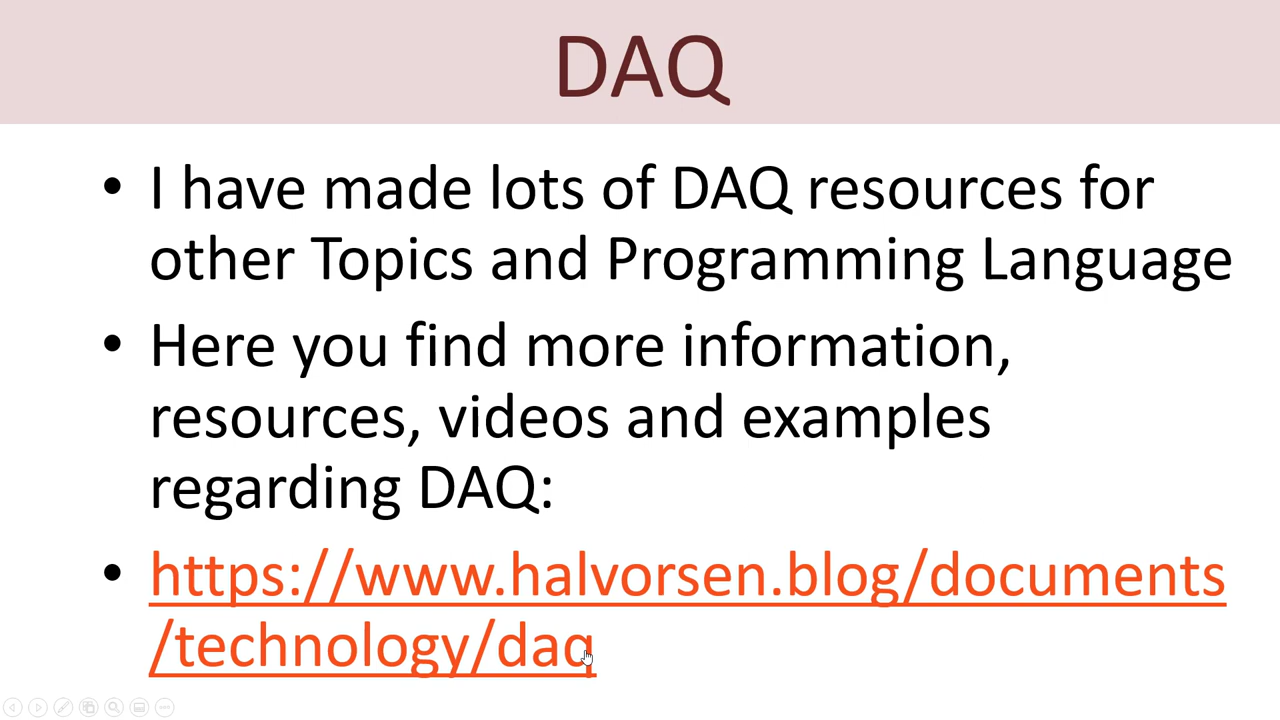 DAQ
• I have made lots of DAQ resources for
other Topics and Programming Language
• Here you find more information,
resources, videos and examples
regarding DAQ:
• https://www.halvorsen.blog/documents
/technology/daq